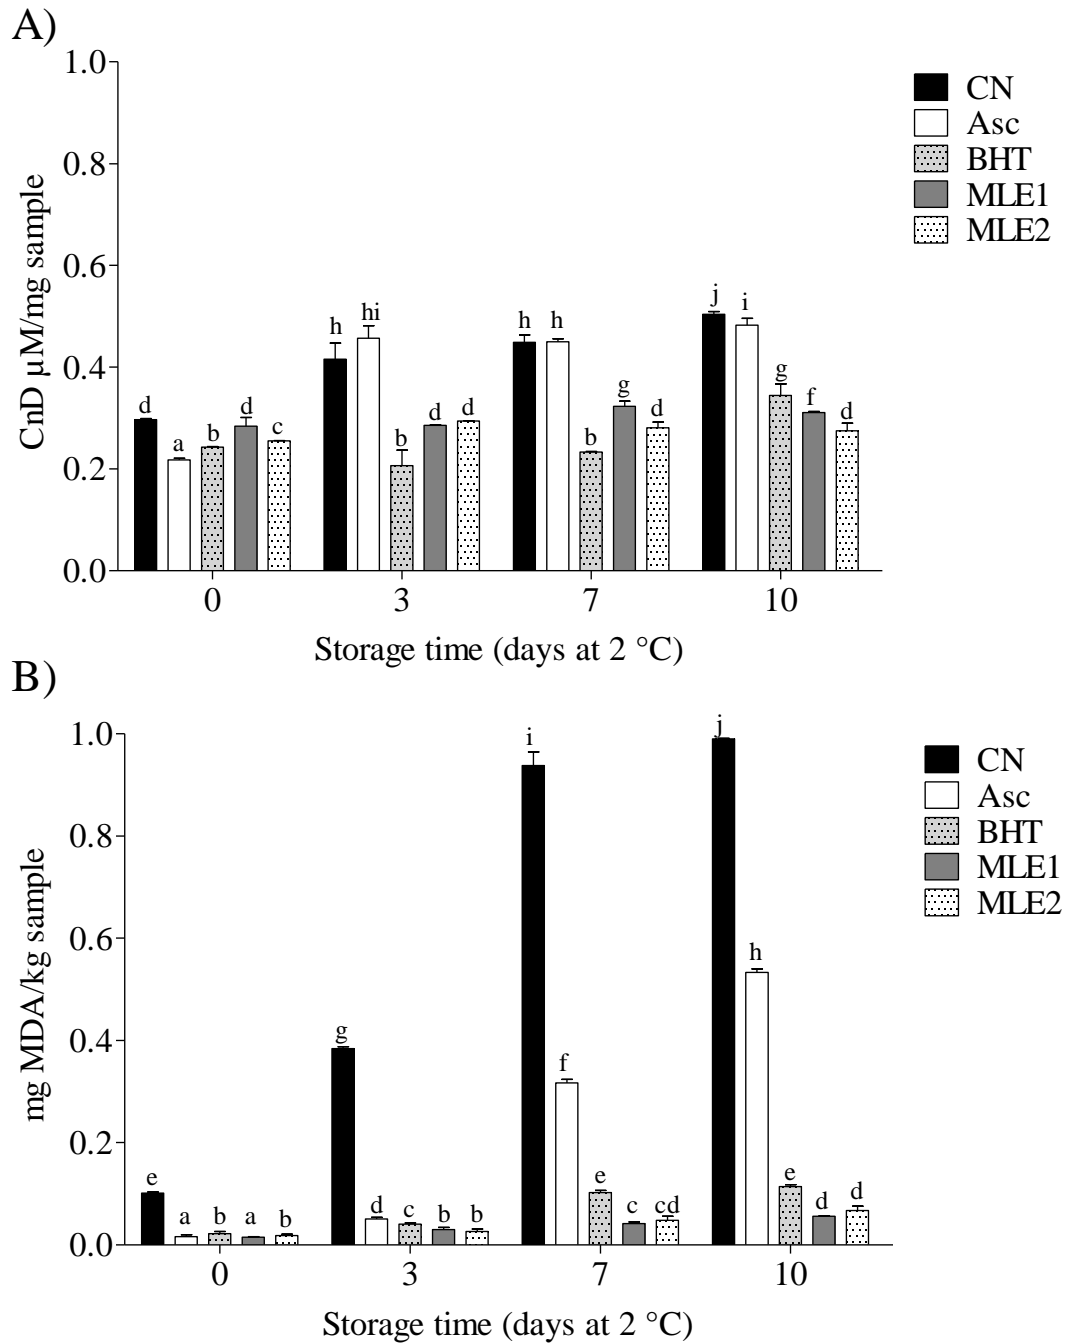 A)
1.0
0.8
0.6
0.4
0.2
0.0
CnD µM/mg sample
d a b d c
h hi b d d
h h b g d
j i g f d
0 3 7 10
Storage time (days at 2 °C)
CN
Asc
BHT
MLE1
MLE2
B)
1.0
0.8
0.6
0.4
0.2
0.0
mg MDA/kg sample
e a b a b
g d c b b
i f e c cd
j h e d d
0 3 7 10
Storage time (days at 2 °C)
CN
Asc
BHT
MLE1
MLE2